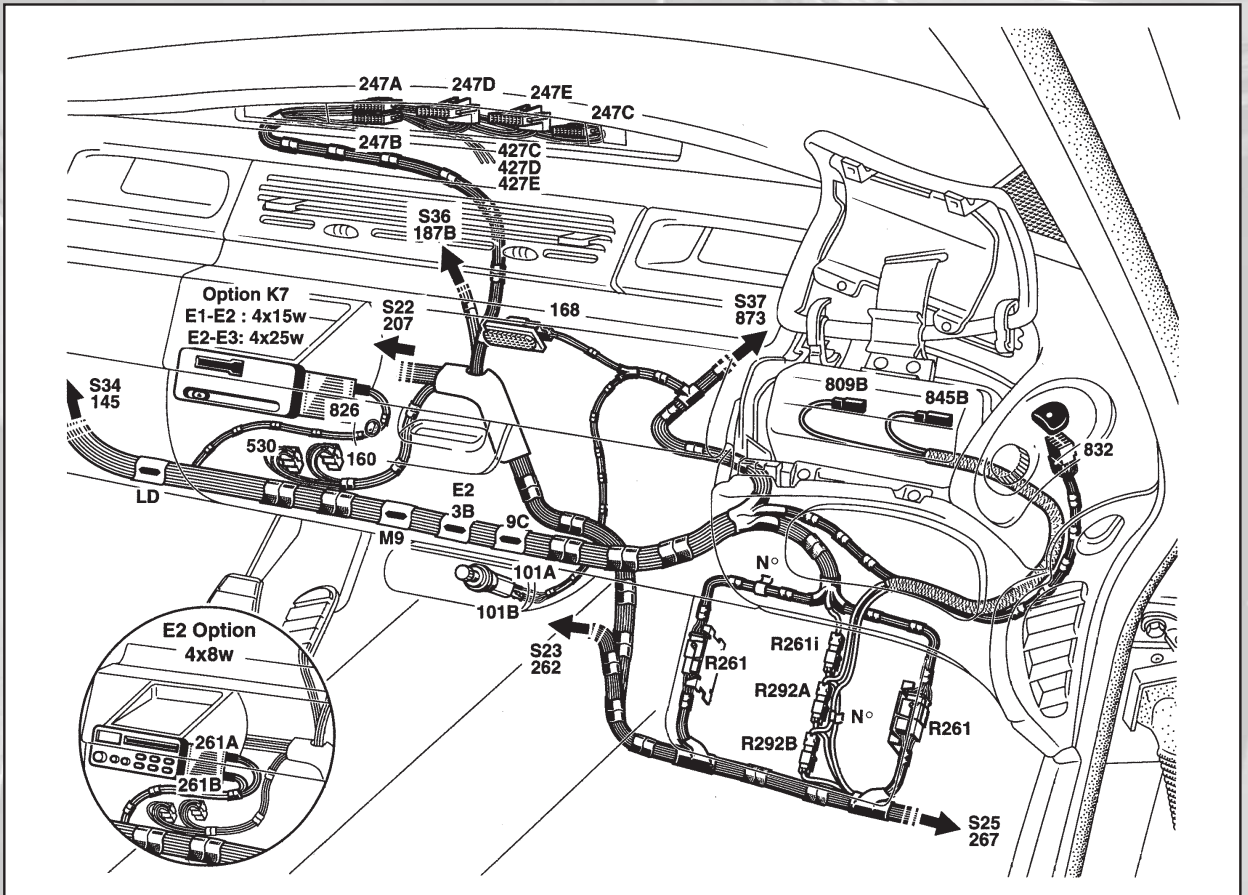 247A
247D
247E
247C
247B
427C
427D
427E
S36
187B
Option K7
E1-E2 : 4x15w
E2-E3: 4x25w
S22
207
168
S37
873
S34
145
826
809B
845B
530
160
832
LD
E2
3B
M9
9C
101A
101B
N°
S23
262
R261
R261i
R292A
N°
R261
R292B
E2 Option
4x8w
261A
261B
S25
267